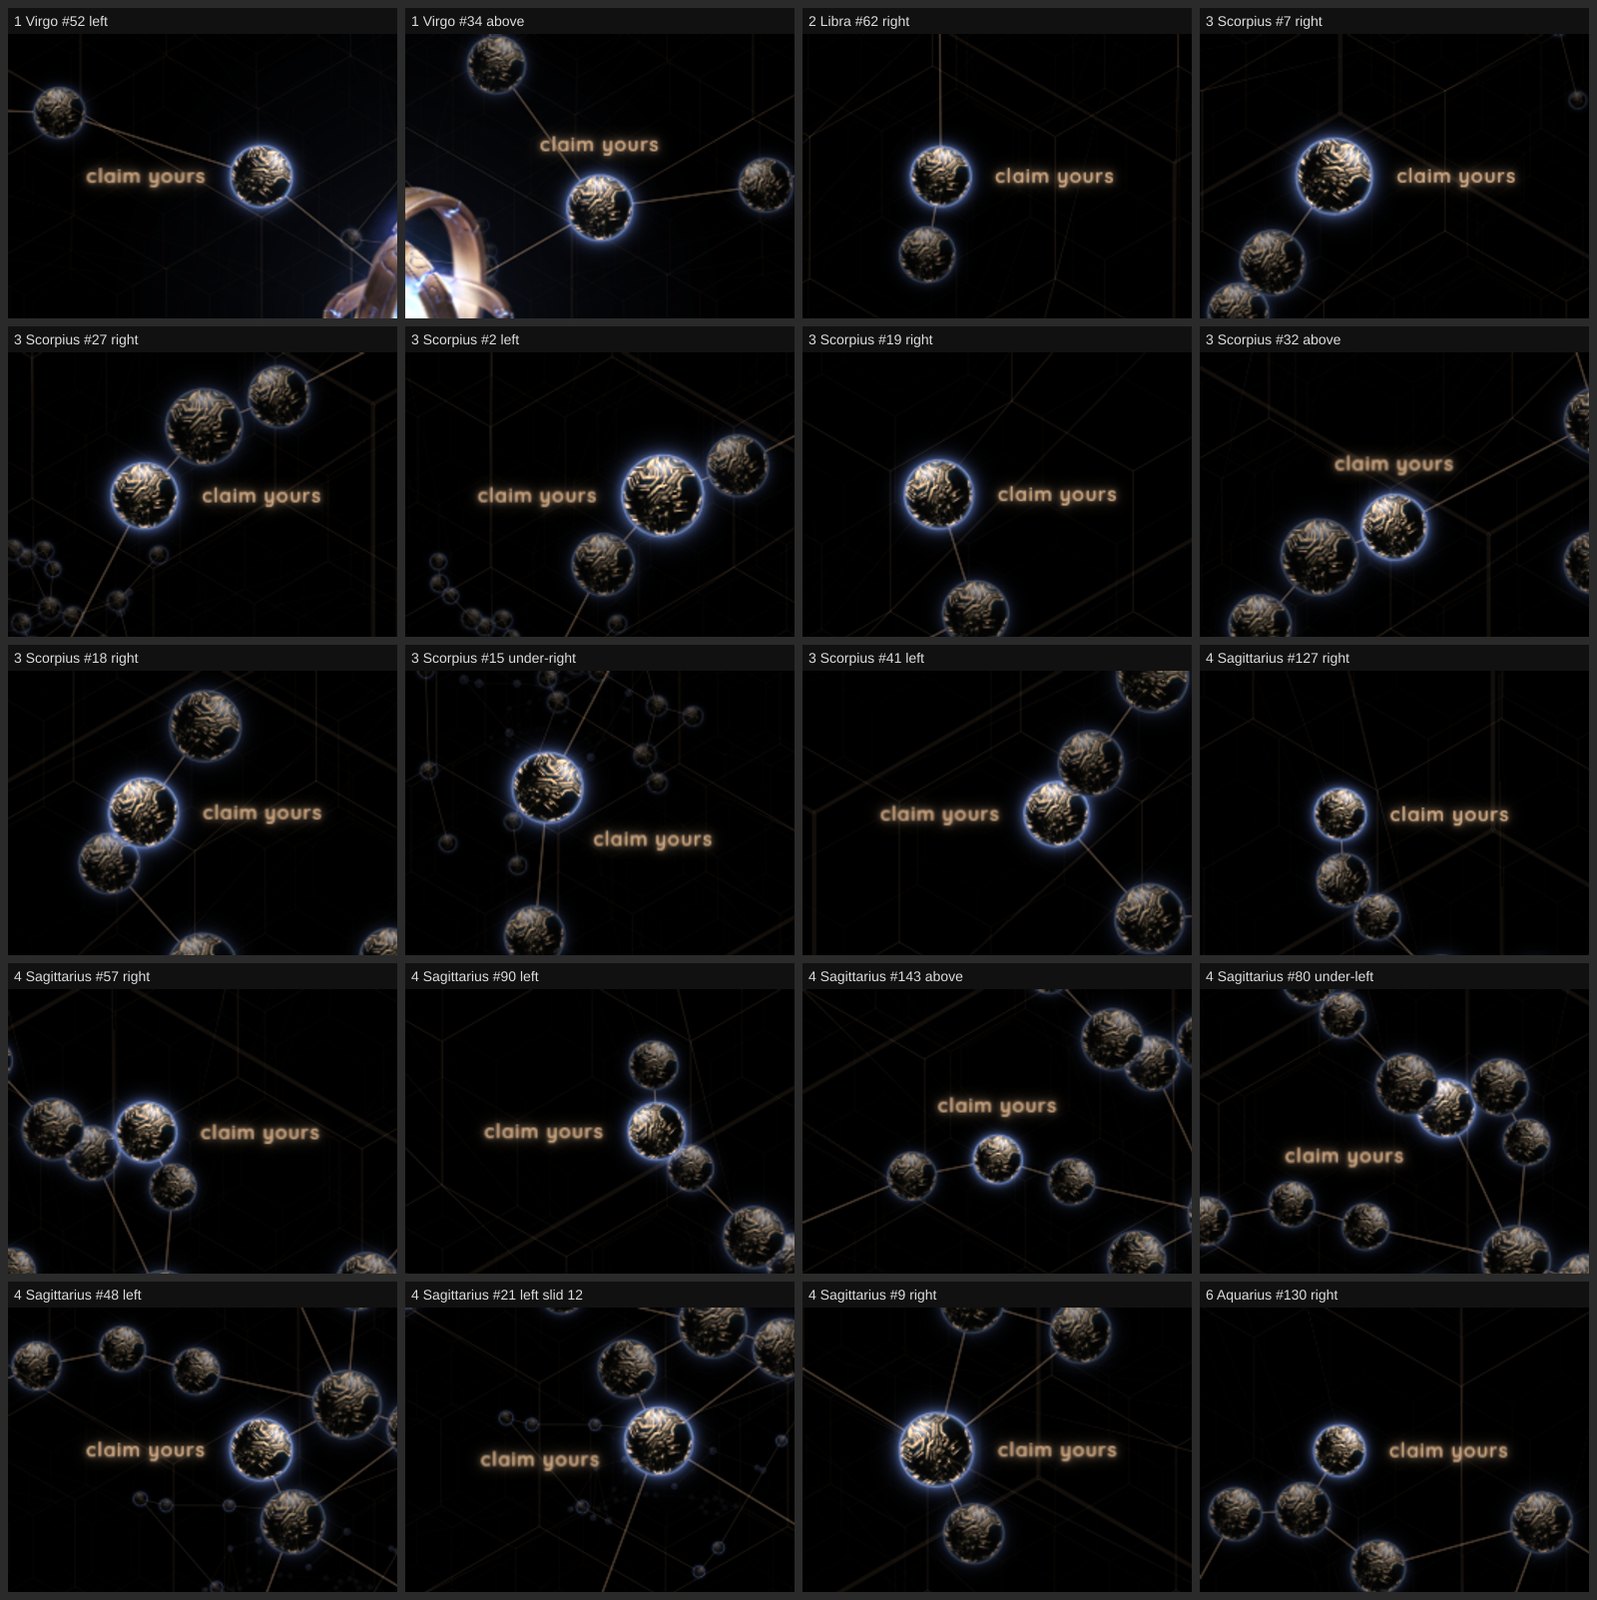 1 Virgo #52 left
claim yours
1 Virgo #34 above
claim yours
2 Libra #62 right
claim yours
3 Scorpius #7 right
claim yours
3 Scorpius #27 right
claim yours
3 Scorpius #2 left
claim yours
3 Scorpius #19 right
claim yours
3 Scorpius #32 above
claim yours
3 Scorpius #18 right
claim yours
3 Scorpius #15 under-right
claim yours
3 Scorpius #41 left
claim yours
4 Sagittarius #127 right
claim yours
4 Sagittarius #57 right
claim yours
4 Sagittarius #90 left
claim yours
4 Sagittarius #143 above
claim yours
4 Sagittarius #80 under-left
claim yours
4 Sagittarius #48 left
claim yours
4 Sagittarius #21 left slid 12
claim yours
4 Sagittarius #9 right
claim yours
6 Aquarius #130 right
claim yours